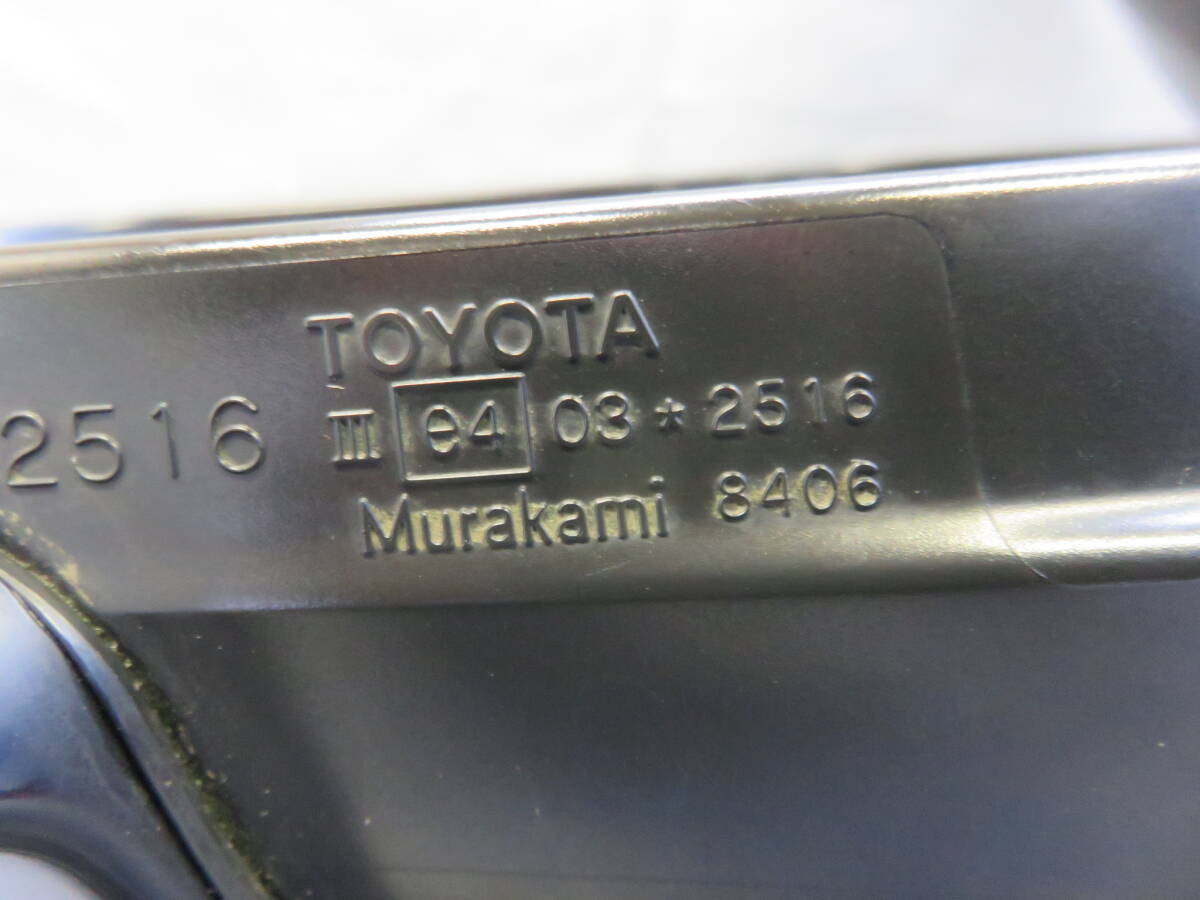 TOYOTA
2516 III e4 03*2516
Murakami 8406